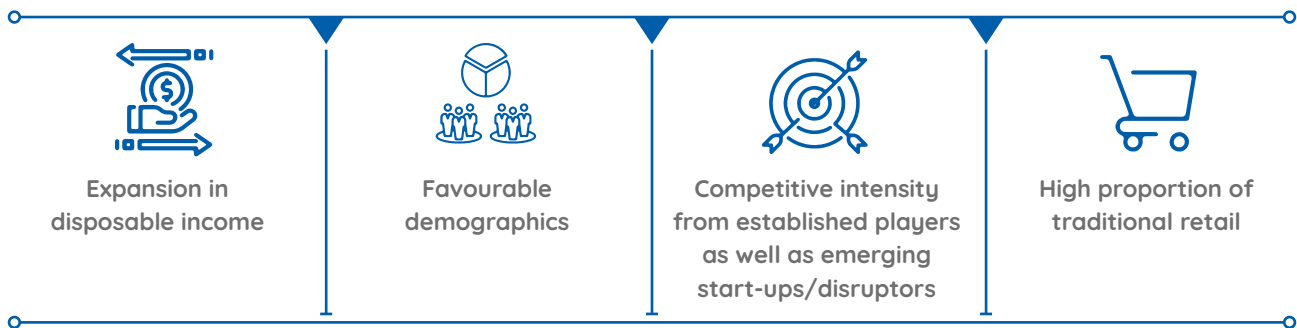 Expansion in
disposable income
Favourable
demographics
Competitive intensity
from established players
as well as emerging
start-ups/disruptors
High proportion of
traditional retail